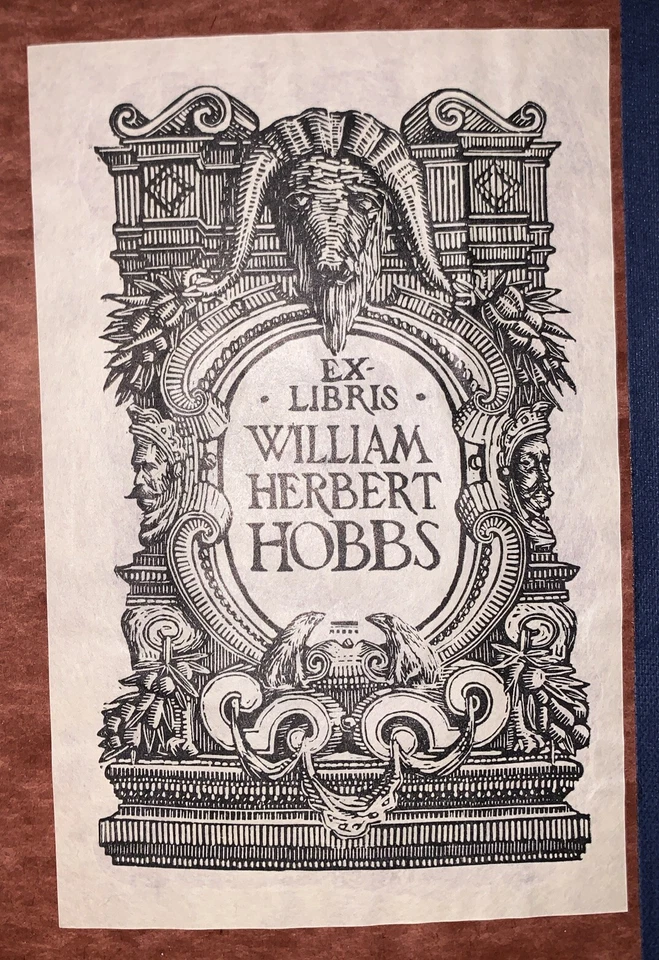 EX-
· LIBRIS ·
WILLIAM
HERBERT
HOBBS